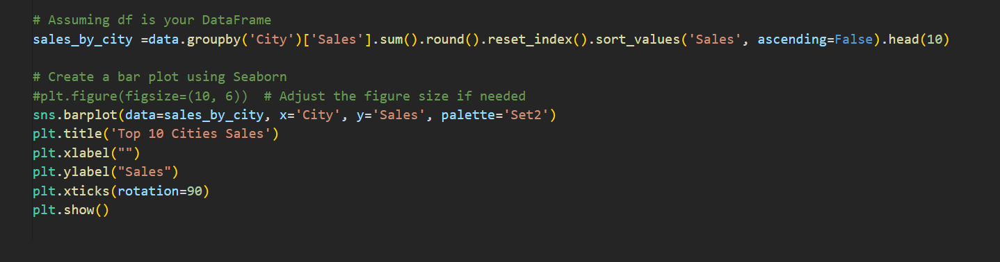 # Assuming df is your DataFrame
sales_by_city =data.groupby('City')['Sales'].sum().round().reset_index().sort_values('Sales', ascending=False).head(10)
# Create a bar plot using Seaborn
#plt.figure(figsize=(10, 6))  # Adjust the figure size if needed
sns.barplot(data=sales_by_city, x='City', y='Sales', palette='Set2')
plt.title('Top 10 Cities Sales')
plt.xlabel("")
plt.ylabel("Sales")
plt.xticks(rotation=90)
plt.show()